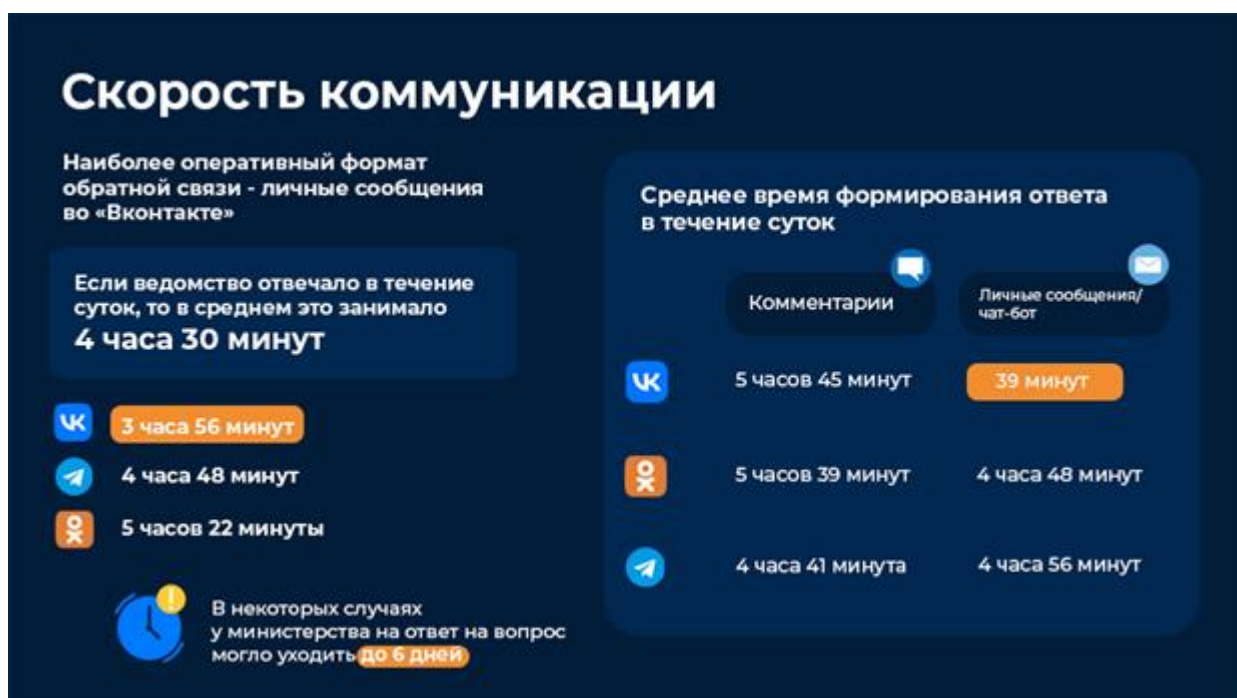 Скорость коммуникации
Наиболее оперативный формат
обратной связи - личные сообщения
во «Вконтакте»
Если ведомство отвечало в течение
суток, то в среднем это занимало
4 часа 30 минут
3 часа 56 минут
4 часа 48 минут
5 часов 22 минуты
В некоторых случаях
у министерства на ответ на вопрос
могло уходить до 6 дней
Среднее время формирования ответа
в течение суток
Комментарии
Личные сообщения/
чат-бот
5 часов 45 минут
39 минут
5 часов 39 минут
4 часа 48 минут
4 часа 41 минута
4 часа 56 минут